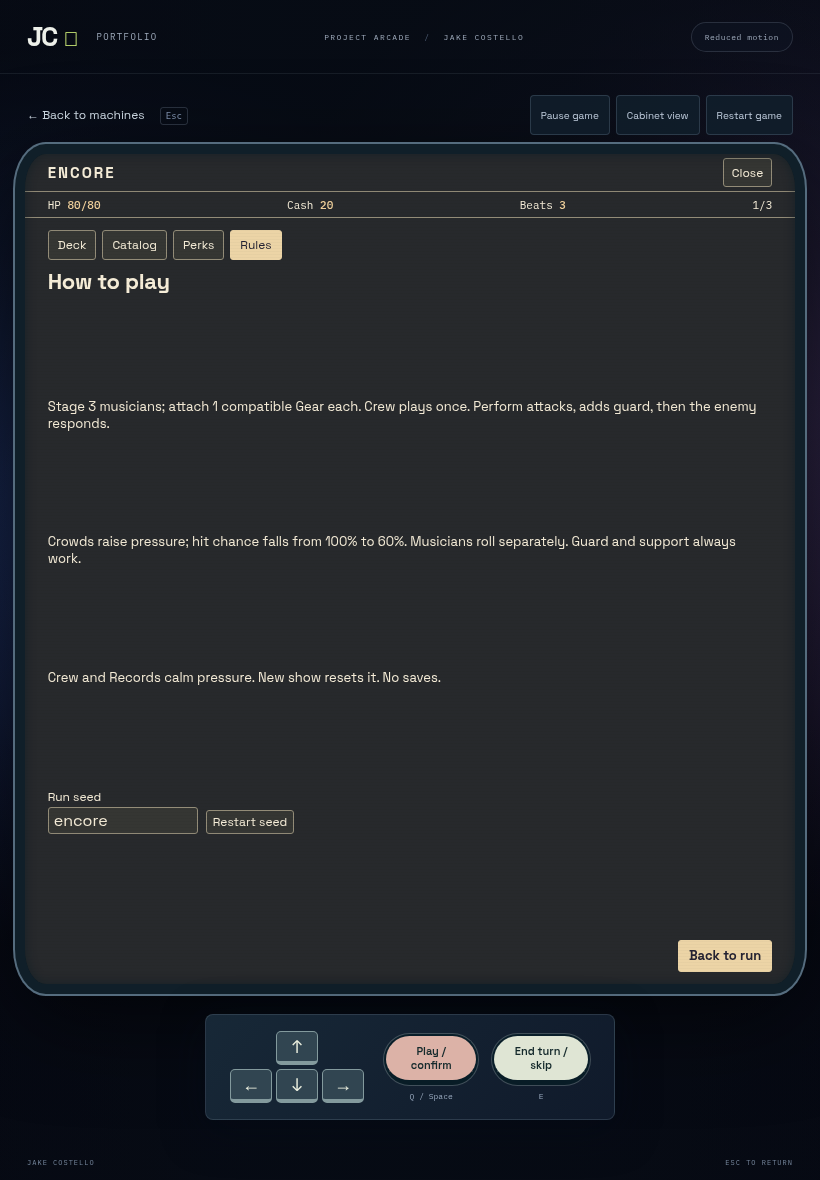 JC PORTFOLIO PROJECT ARCADE / JAKE COSTELLO Reduced motion
← Back to machines Esc Pause game Cabinet view Restart game
ENCORE Close
HP 80/80 Cash 20 Beats 3 1/3
Deck Catalog Perks Rules
How to play
Stage 3 musicians; attach 1 compatible Gear each. Crew plays once. Perform attacks, adds guard, then the enemy
responds.
Crowds raise pressure; hit chance falls from 100% to 60%. Musicians roll separately. Guard and support always
work.
Crew and Records calm pressure. New show resets it. No saves.
Run seed
encore Restart seed
Back to run
↑
← ↓ →
Play /
confirm
Q / Space
End turn /
skip
E
JAKE COSTELLO ESC TO RETURN